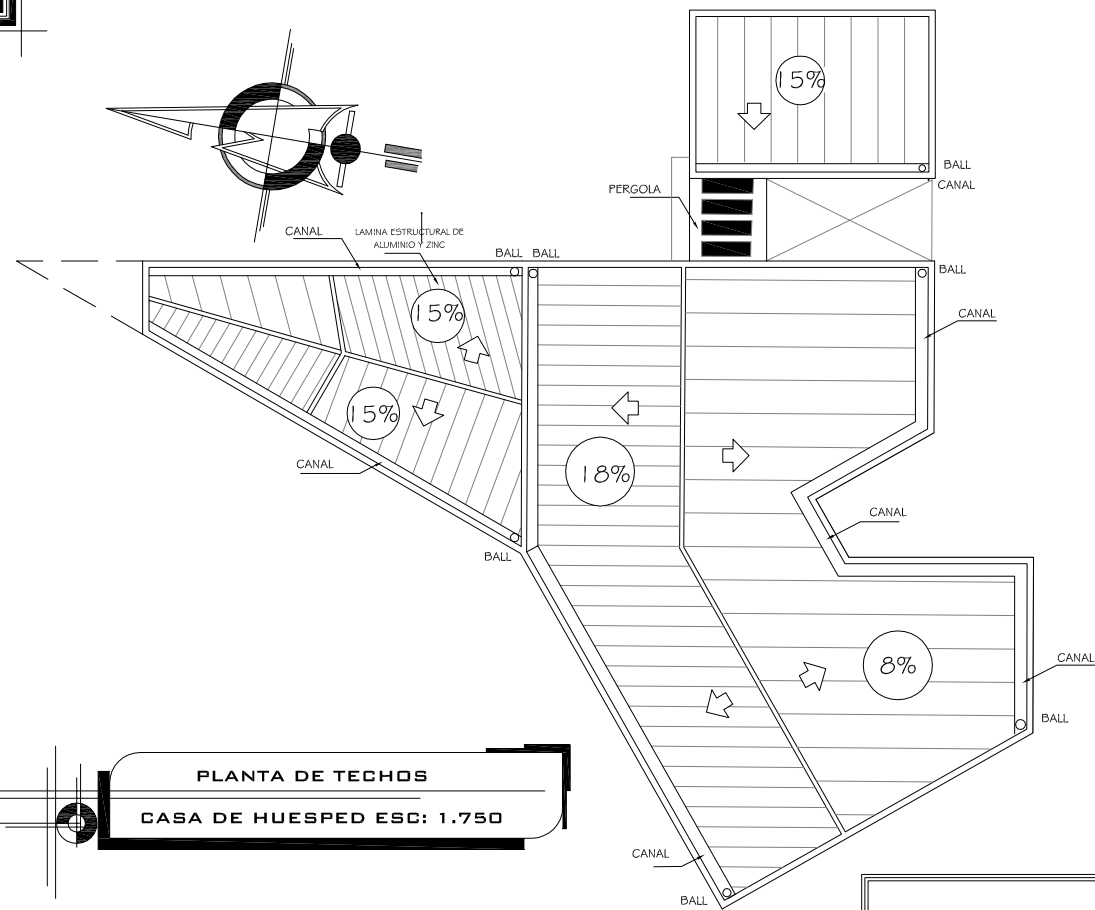 15%
BALL
CANAL
PERGOLA
CANAL
LAMINA ESTRUCTURAL DE
ALUMINIO Y ZINC
BALL
BALL
BALL
15%
CANAL
15%
CANAL
18%
CANAL
BALL
8%
CANAL
BALL
PLANTA DE TECHOS
CASA DE HUESPED ESC: 1.750
CANAL
BALL